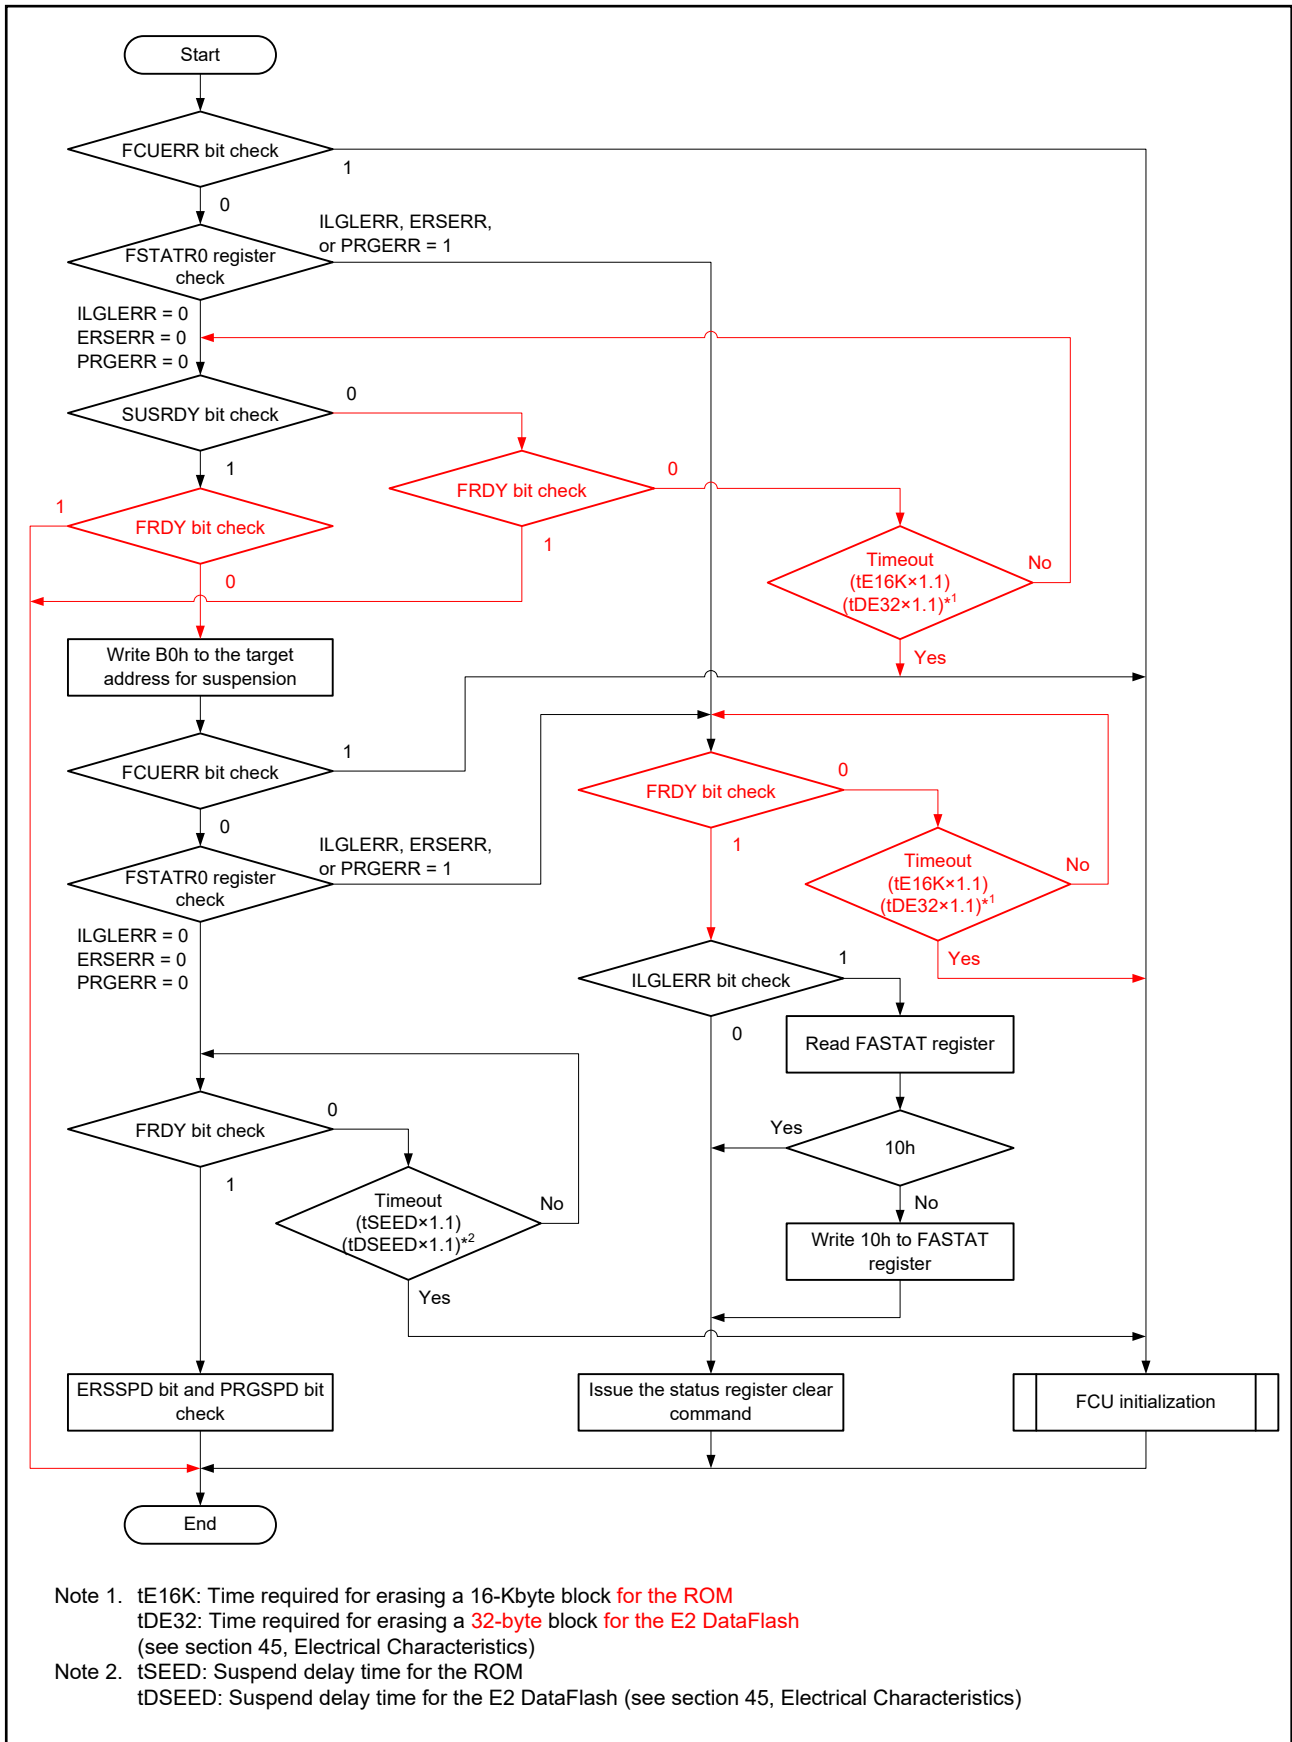 Start
FCUERR bit check
1
0
ILGLERR, ERSERR,
or PRGERR = 1
FSTATR0 register
check
ILGLERR = 0
ERSERR = 0
PRGERR = 0
SUSRDY bit check
0
1
FRDY bit check
0
1
1
FRDY bit check
0
Timeout
(tE16K×1.1)
(tDE32×1.1)*1
No
Yes
Write B0h to the target
address for suspension
FCUERR bit check
1
0
ILGLERR, ERSERR,
or PRGERR = 1
FSTATR0 register
check
ILGLERR = 0
ERSERR = 0
PRGERR = 0
FRDY bit check
0
1
Timeout
(tE16K×1.1)
(tDE32×1.1)*1
No
Yes
ILGLERR bit check
1
0
Read FASTAT register
10h
Yes
No
Write 10h to FASTAT
register
FRDY bit check
0
1
Timeout
(tSEED×1.1)
(tDSEED×1.1)*2
No
Yes
ERSSPD bit and PRGSPD bit
check
Issue the status register clear
command
FCU initialization
End
Note 1. tE16K: Time required for erasing a 16-Kbyte block for the ROM
tDE32: Time required for erasing a 32-byte block for the E2 DataFlash
(see section 45, Electrical Characteristics)
Note 2. tSEED: Suspend delay time for the ROM
tDSEED: Suspend delay time for the E2 DataFlash (see section 45, Electrical Characteristics)